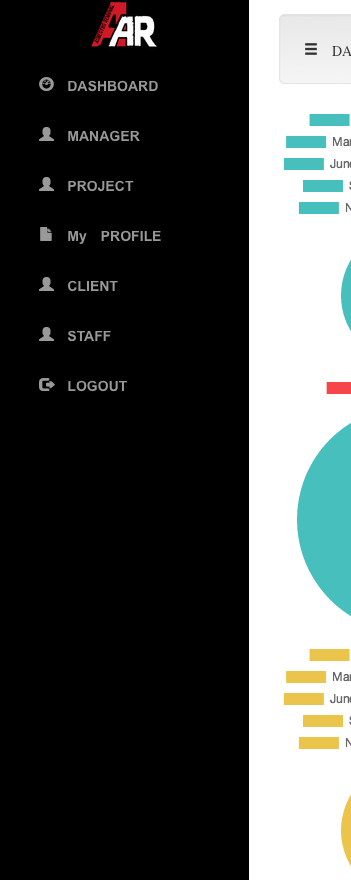 AR
DASHBOARD
MANAGER
PROJECT
My PROFILE
CLIENT
STAFF
LOGOUT
DA
Mar
June
S
N
Mar
June
S
N